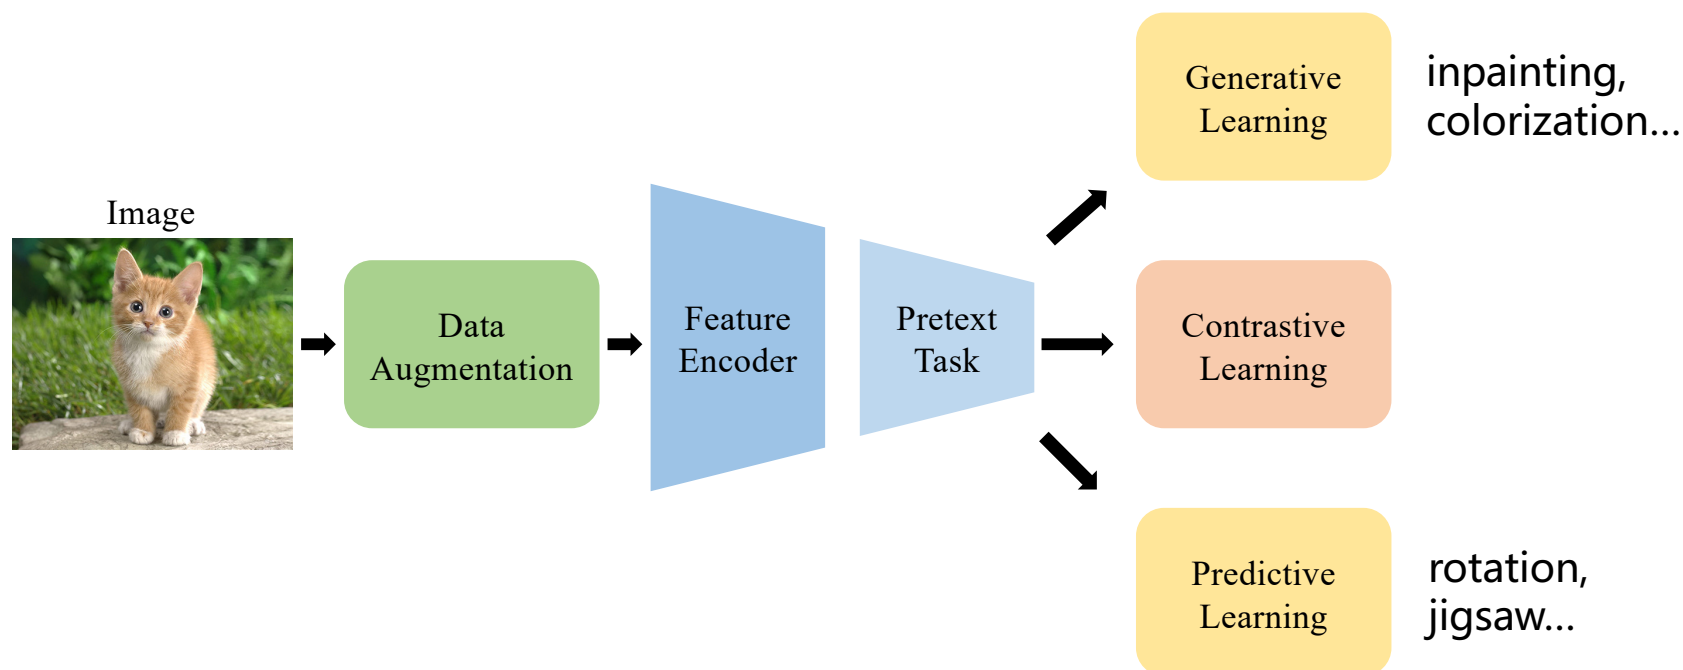 Image
Data
Augmentation
Feature
Encoder
Pretext
Task
Generative
Learning
inpainting,
colorization...
Contrastive
Learning
Predictive
Learning
rotation,
jigsaw...